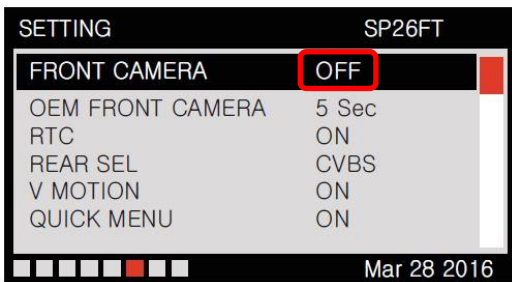 SETTING SP26FT
FRONT CAMERA OFF
OEM FRONT CAMERA 5 Sec
RTC ON
REAR SEL CVBS
V MOTION ON
QUICK MENU ON
Mar 28 2016